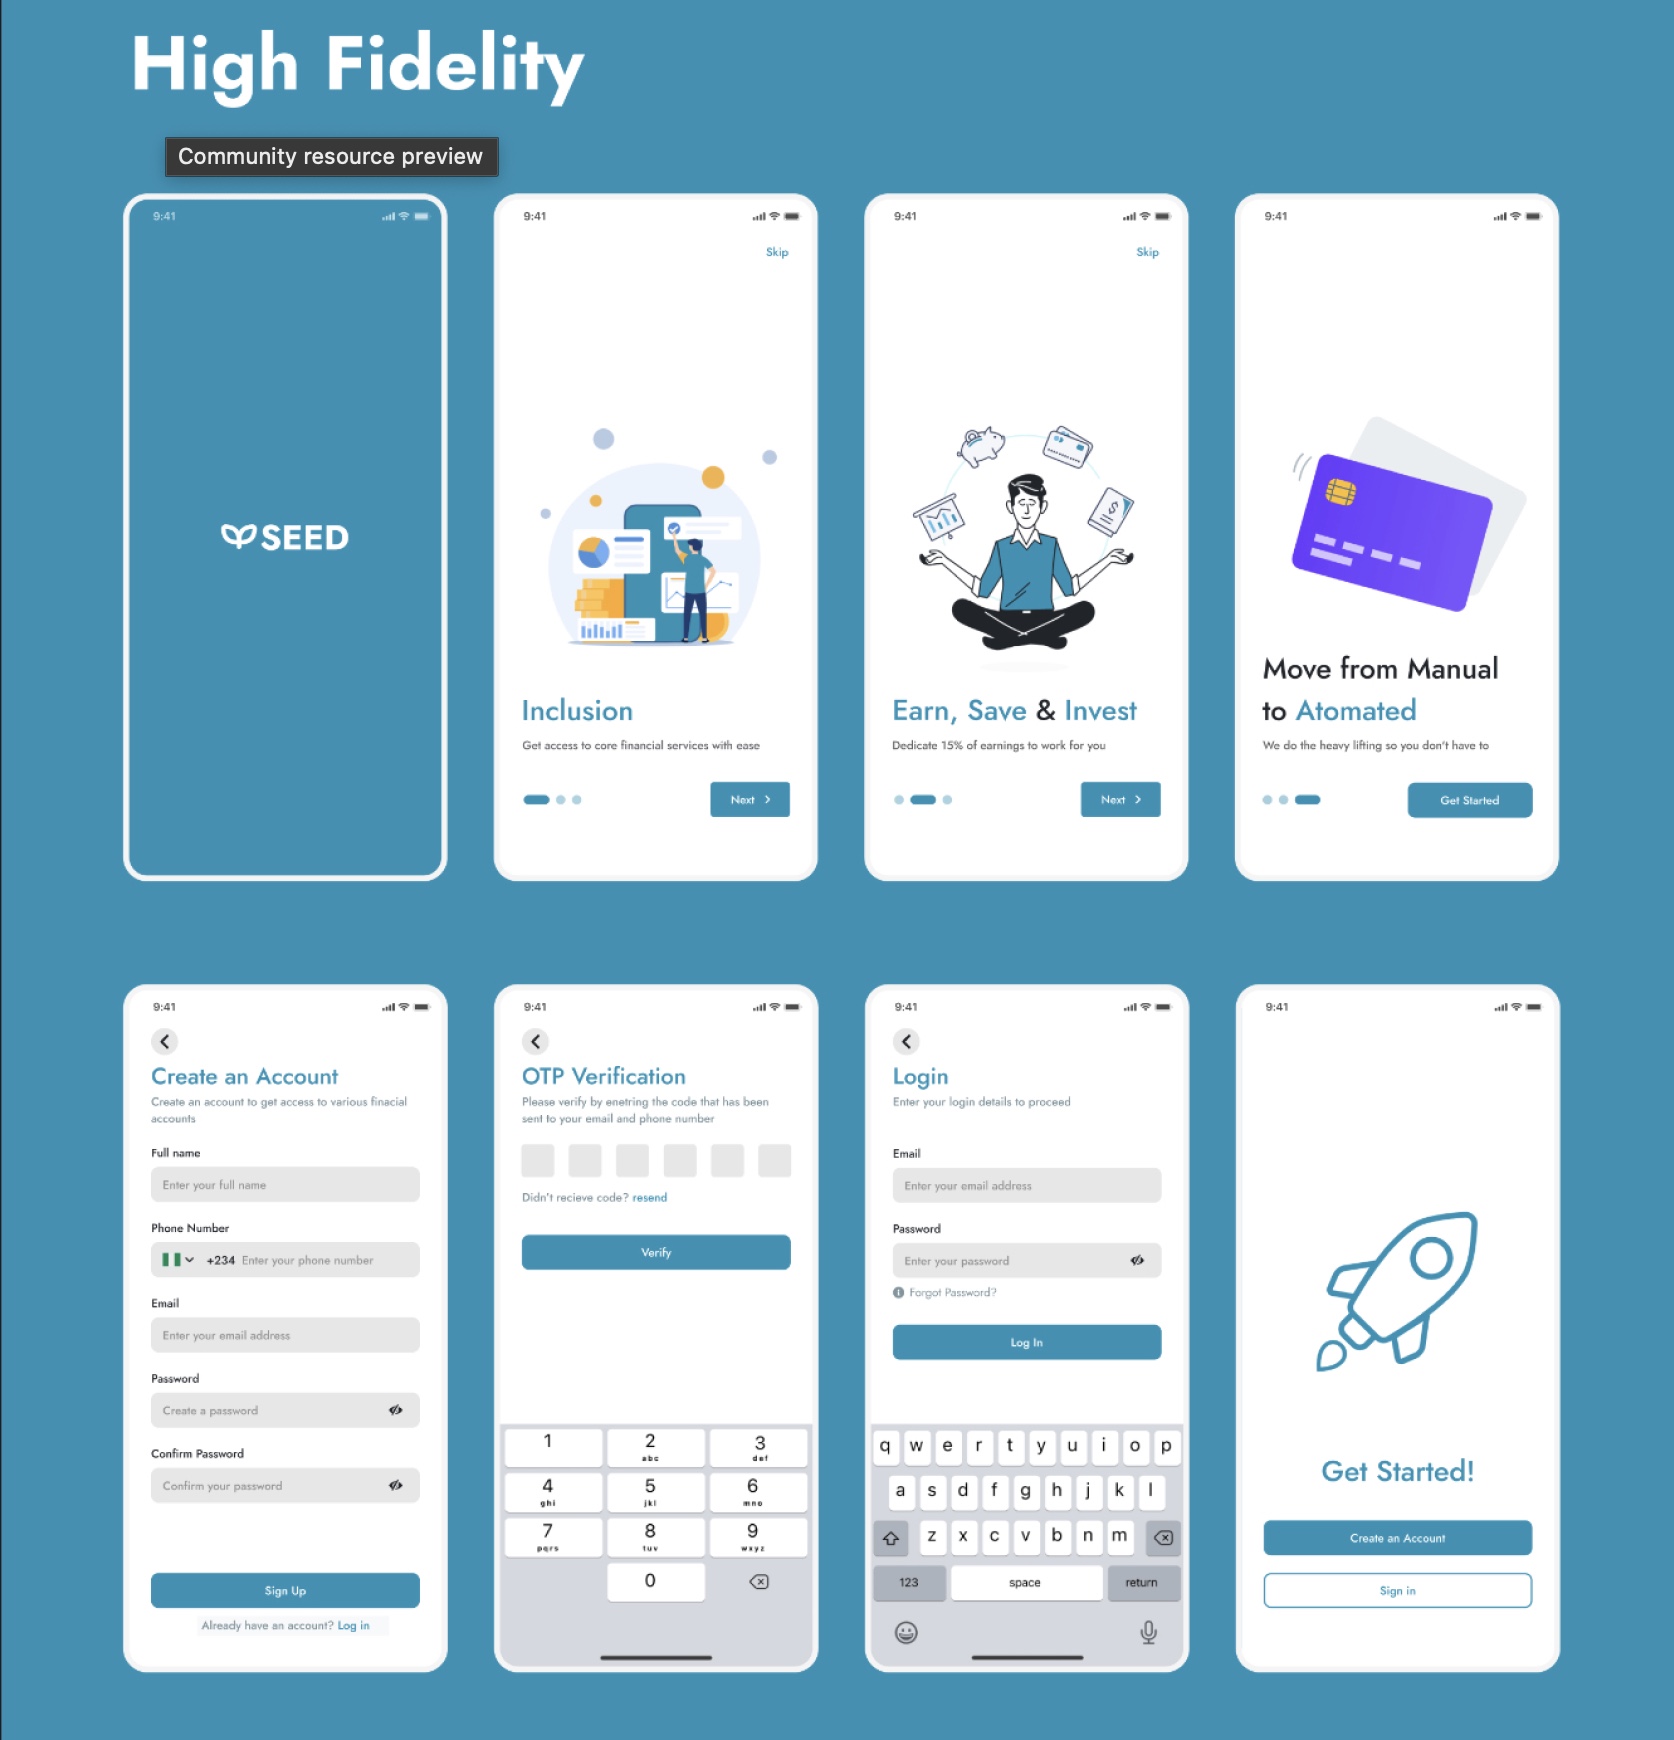 High Fidelity
Community resource preview
9:41
SEED
9:41
Skip
Inclusion
Get access to core financial services with ease
Next
9:41
Skip
Earn, Save & Invest
Dedicate 15% of earnings to work for you
Next
9:41
Move from Manual
to Atomated
We do the heavy lifting so you don't have to
Get Started
9:41
Create an Account
Create an account to get access to various finacial
accounts
Full name
Enter your full name
Phone Number
+234 Enter your phone number
Email
Enter your email address
Password
Create a password
Confirm Password
Confirm your password
Sign Up
Already have an account? Log in
9:41
OTP Verification
Please verify by enetring the code that has been
sent to your email and phone number
Didn't recieve code? resend
Verify
1 2 3
abc def
4 5 6
ghi jkl mno
7 8 9
pqrs tuv wxyz
0
9:41
Login
Enter your login details to proceed
Email
Enter your email address
Password
Enter your password
Forgot Password?
Log In
q w e r t y u i o p
a s d f g h j k l
z x c v b n m
123 space return
9:41
Get Started!
Create an Account
Sign in